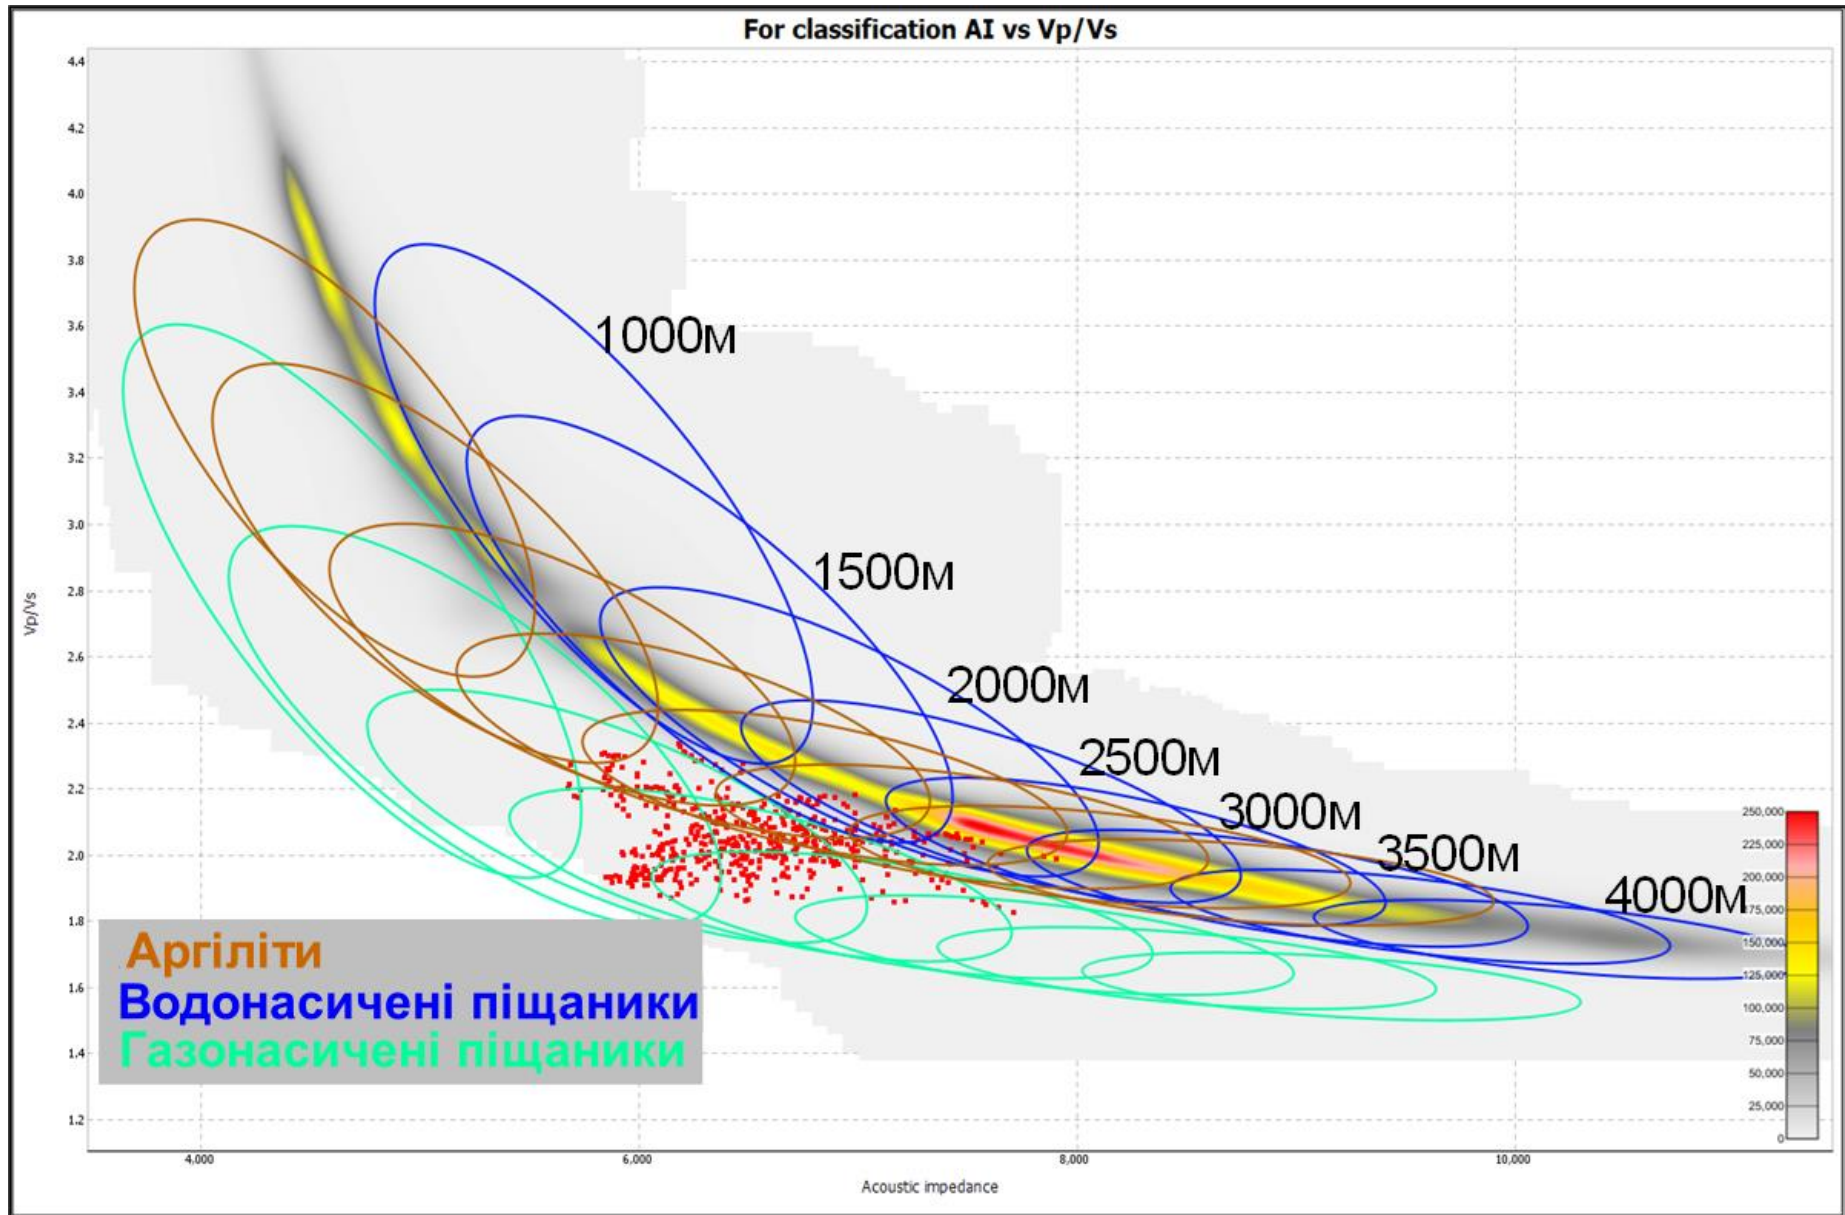 For classification AI vs Vp/Vs
4.4
4.2
4.0
3.8
3.6
3.4
3.2
3.0
2.8
2.6
2.4
2.2
2.0
1.8
1.6
1.4
1.2
Vp/Vs
1000м
1500м
2000м
2500м
3000м
3500м
4000м
Аргіліти
Водонасичені піщаники
Газонасичені піщаники
250,000
225,000
200,000
175,000
150,000
125,000
100,000
75,000
50,000
25,000
0
4,000 6,000 8,000 10,000
Acoustic impedance